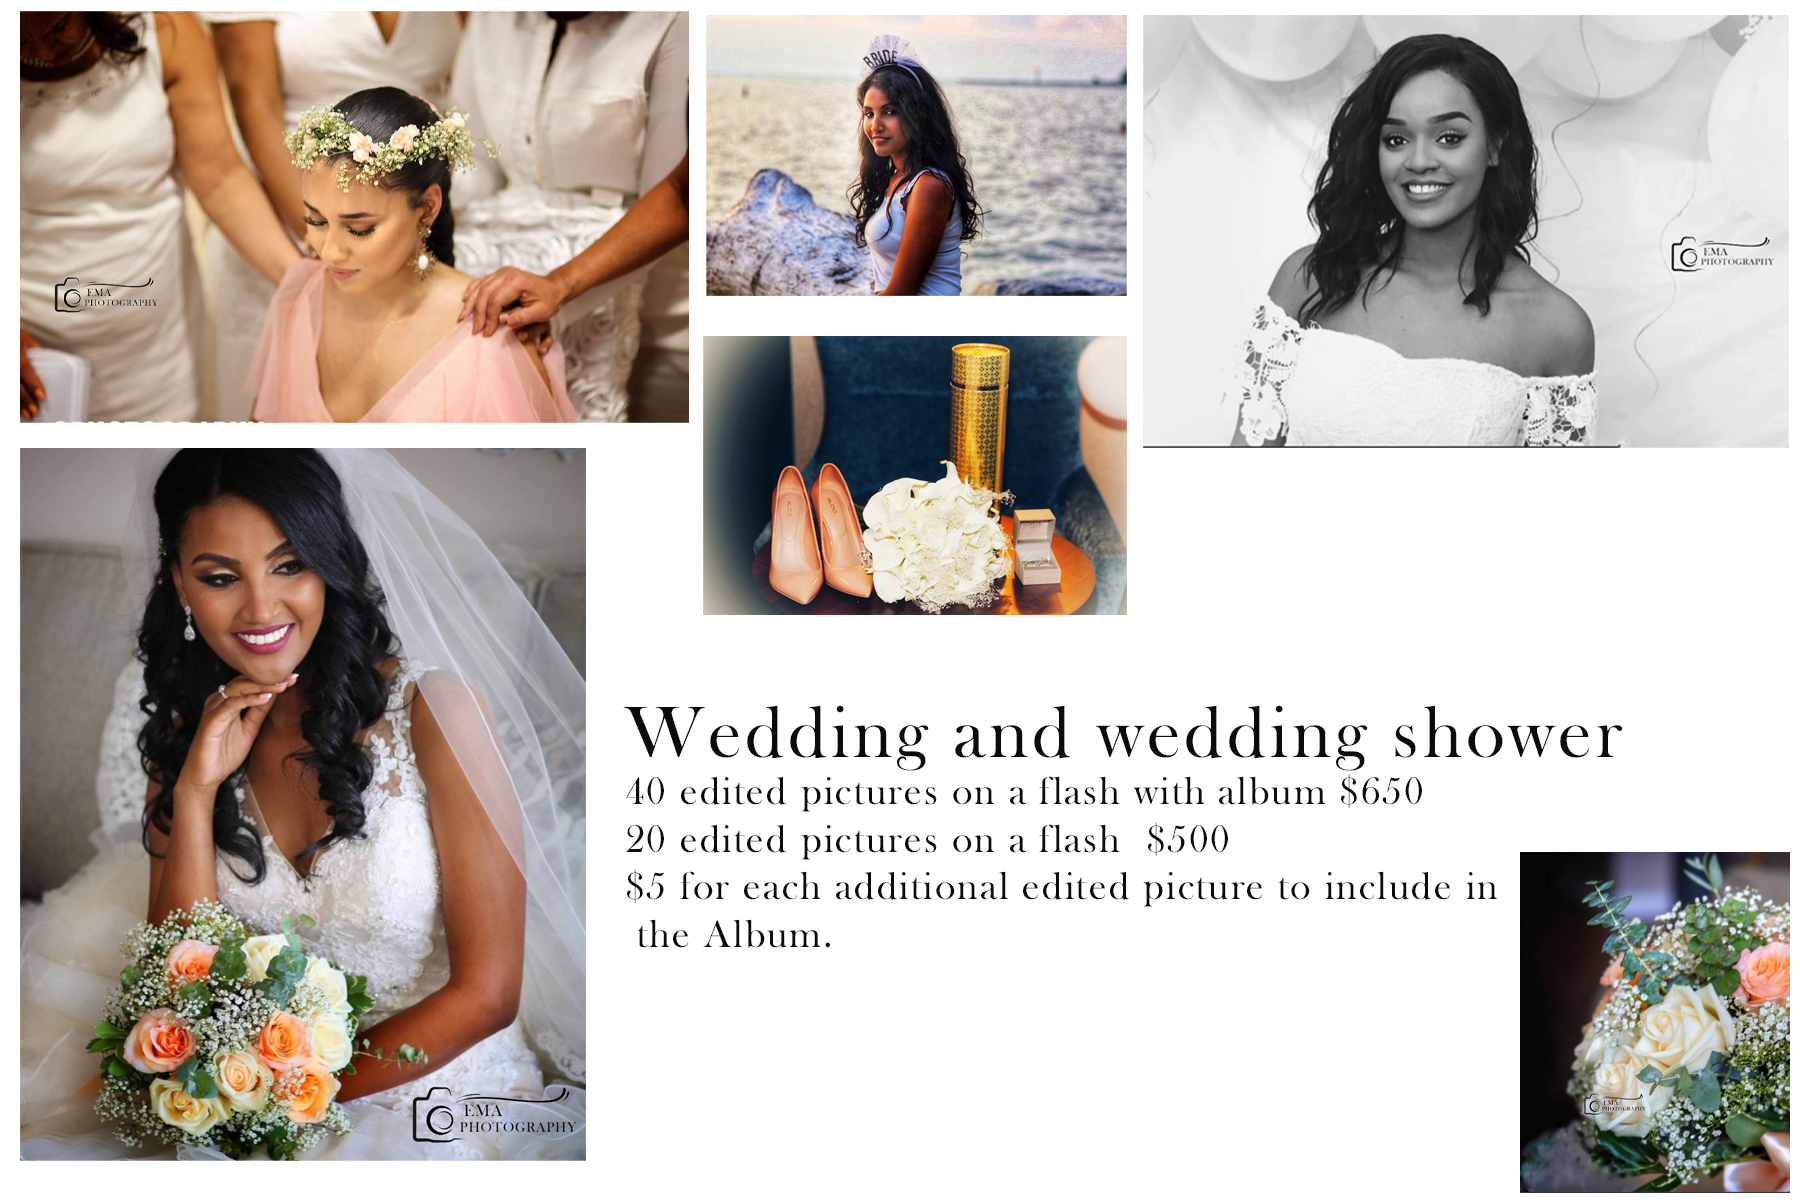 EMA
PHOTOGRAPHY
BRIDE
EMA
PHOTOGRAPHY
ALDO
ALDO
Wedding and wedding shower
40 edited pictures on a flash with album $650
20 edited pictures on a flash $500
$5 for each additional edited picture to include in
the Album.
EMA
PHOTOGRAPHY
EMA
PHOTOGRAPHY